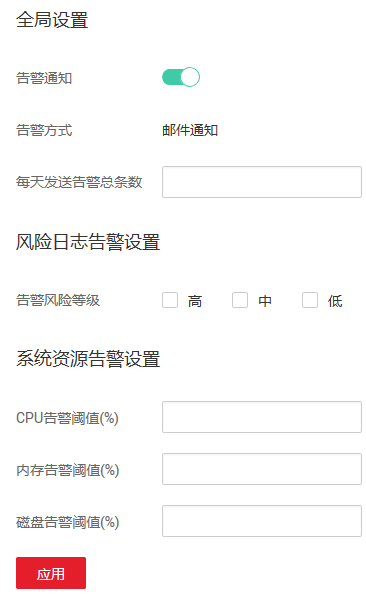 全局设置
告警通知
告警方式 邮件通知
每天发送告警总条数
风险日志告警设置
告警风险等级 高 中 低
系统资源告警设置
CPU告警阈值(%)
内存告警阈值(%)
磁盘告警阈值(%)
应用